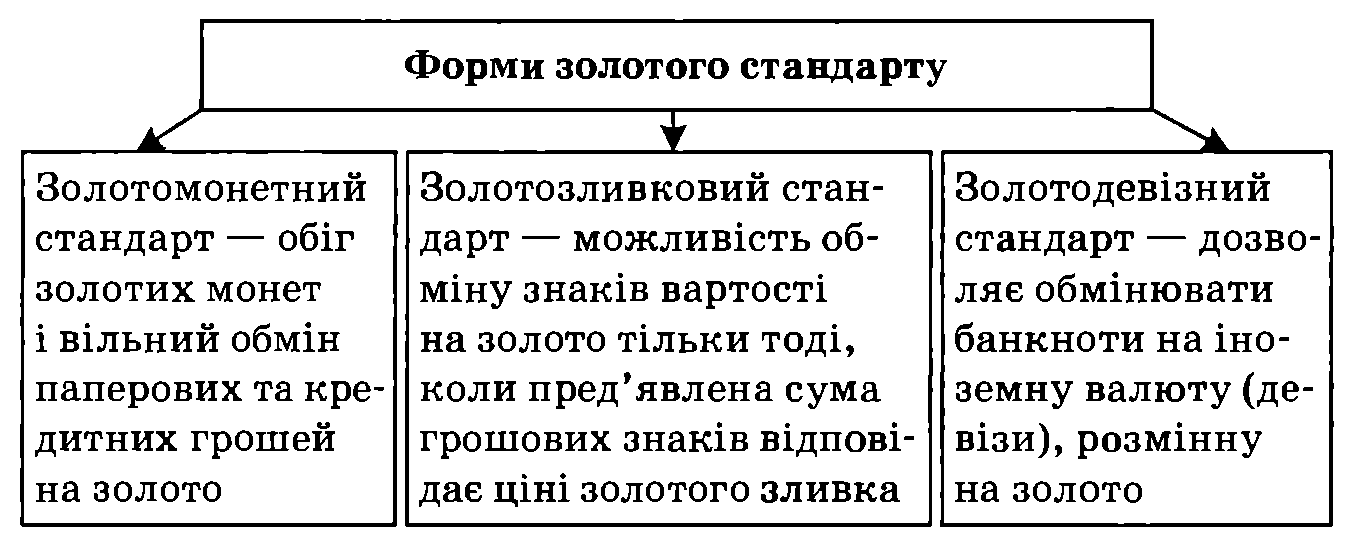 Форми золотого стандарту
Золотомонетний
стандарт — обіг
золотих монет
і вільний обмін
паперових та кре-
дитних грошей
на золото
Золотозливковий стан-
дарт — можливість об-
міну знаків вартості
на золото тільки тоді,
коли пред’явлена сума
грошових знаків відпові-
дає ціні золотого зливка
Золотодевізний
стандарт — дозво-
ляє обмінювати
банкноти на іно-
земну валюту (де-
візи), розмінну
на золото